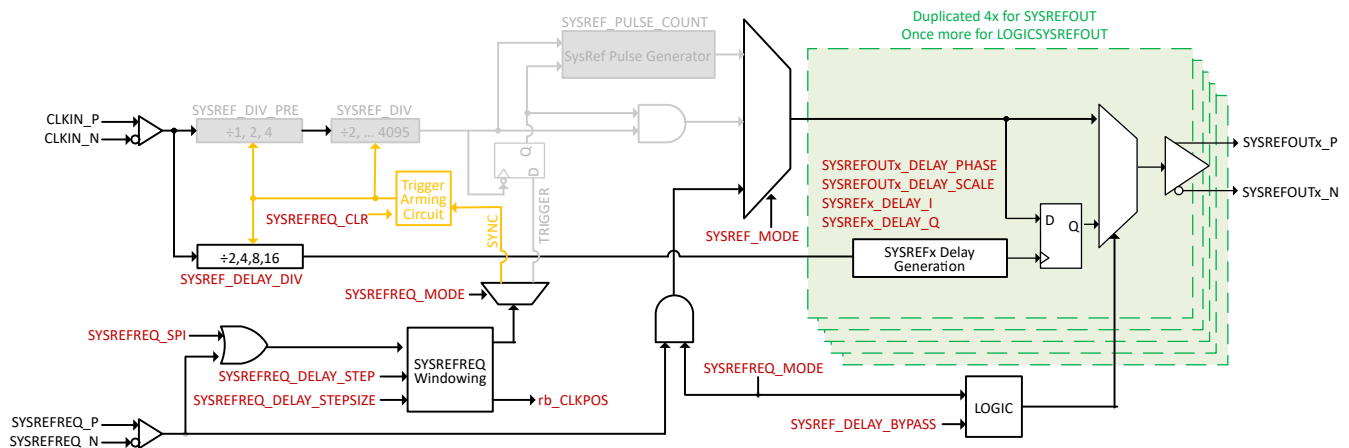 Duplicated 4x for SYSREFOUT
Once more for LOGICSYSREFOUT
SYSREF_PULSE_COUNT
SysRef Pulse Generator
SYSREF_DIV_PRE
SYSREF_DIV
CLKIN_P
CLKIN_N
÷1, 2, 4
÷2, ... 4095
Q
D
TRIGGER
SYNC
Trigger
Arming
Circuit
SYSREFREQ_CLR
÷2,4,8,16
SYSREF_DELAY_DIV
SYSREF_MODE
SYSREFOUTx_DELAY_PHASE
SYSREFOUTx_DELAY_SCALE
SYSREFx_DELAY_I
SYSREFx_DELAY_Q
SYSREFx Delay
Generation
D
Q
SYSREFOUTx_P
SYSREFOUTx_N
SYSREFREQ_MODE
SYSREFREQ_SPI
SYSREFREQ
Windowing
SYSREFREQ_DELAY_STEP
SYSREFREQ_DELAY_STEPSIZE
rb_CLKPOS
SYSREFREQ_MODE
LOGIC
SYSREF_DELAY_BYPASS
SYSREFREQ_P
SYSREFREQ_N